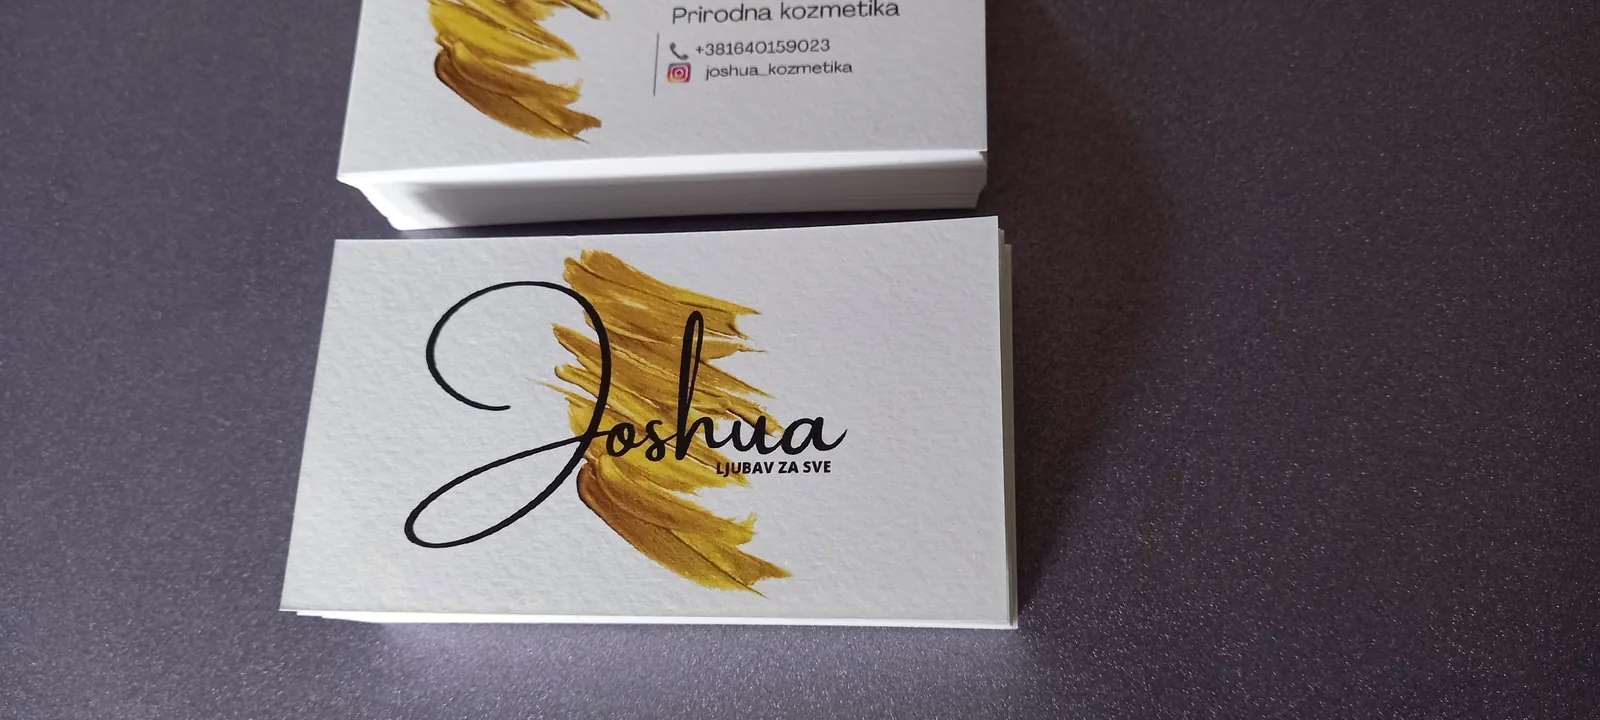 Prirodna kozmetika
+381640159023
joshua_kozmetika
Joshua
LJUBAV ZA SVE